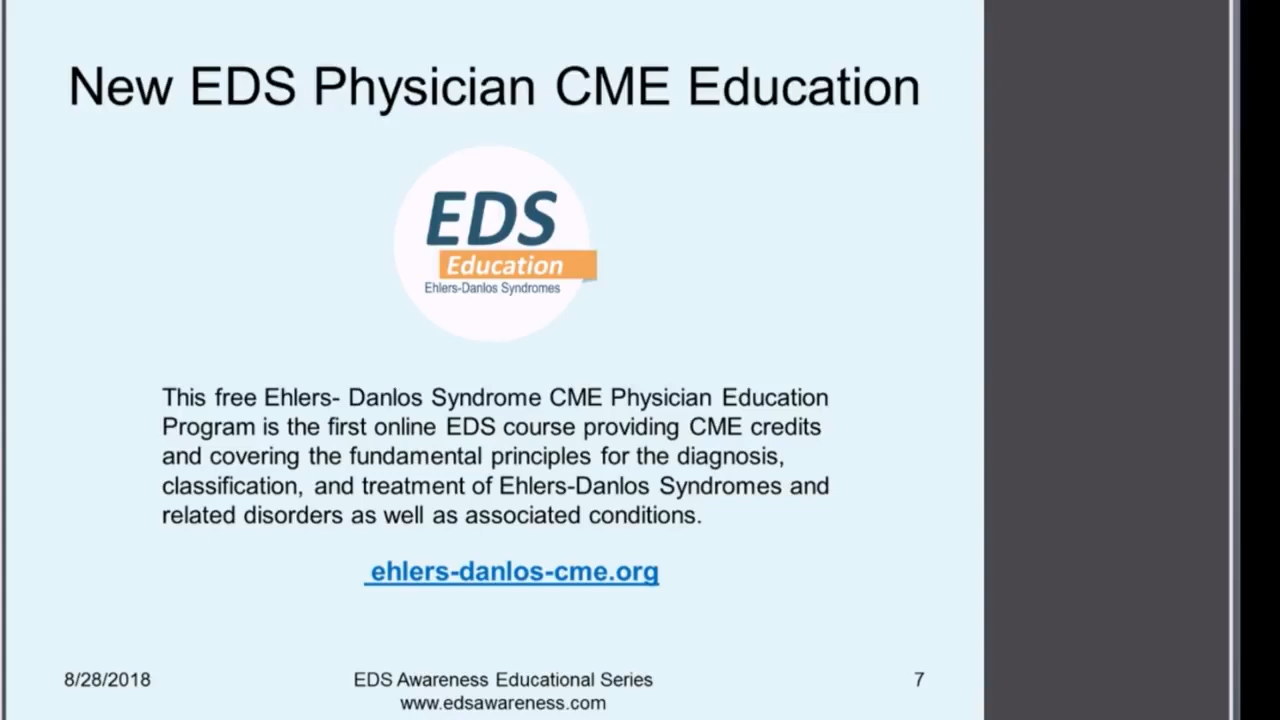 New EDS Physician CME Education
EDS
Education
Ehlers-Danlos Syndromes
This free Ehlers- Danlos Syndrome CME Physician Education
Program is the first online EDS course providing CME credits
and covering the fundamental principles for the diagnosis,
classification, and treatment of Ehlers-Danlos Syndromes and
related disorders as well as associated conditions.
ehlers-danlos-cme.org
8/28/2018
EDS Awareness Educational Series
www.edsawareness.com
7